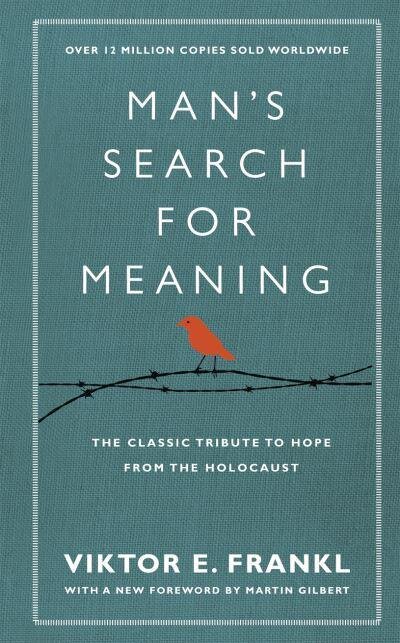 OVER 12 MILLION COPIES SOLD WORLDWIDE
MAN'S
SEARCH
FOR
MEANING
THE CLASSIC TRIBUTE TO HOPE
FROM THE HOLOCAUST
VIKTOR E. FRANKL
WITH A NEW FOREWORD BY MARTIN GILBERT